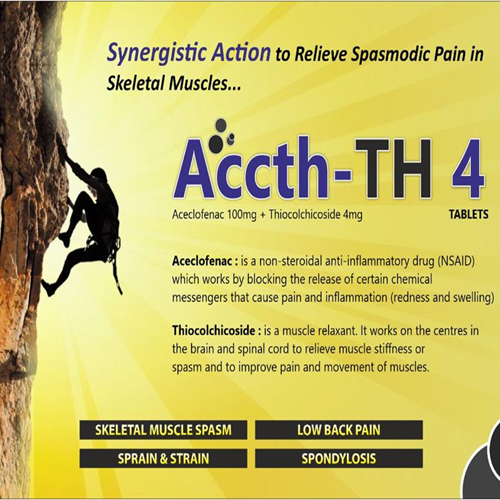 Synergistic Action to Relieve Spasmodic Pain in
Skeletal Muscles...
Accth-TH 4
Aceclofenac 100mg + Thiocolchicoside 4mg
TABLETS
Aceclofenac : is a non-steroidal anti-inflammatory drug (NSAID)
which works by blocking the release of certain chemical
messengers that cause pain and inflammation (redness and swelling)
Thiocolchicoside : is a muscle relaxant. It works on the centres in
the brain and spinal cord to relieve muscle stiffness or
spasm and to improve pain and movement of muscles.
SKELETAL MUSCLE SPASM
LOW BACK PAIN
SPRAIN & STRAIN
SPONDYLOSIS